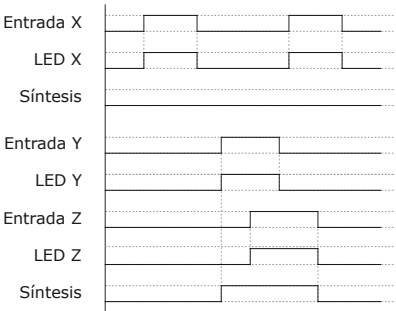 Entrada X
LED X
Síntesis
Entrada Y
LED Y
Entrada Z
LED Z
Síntesis